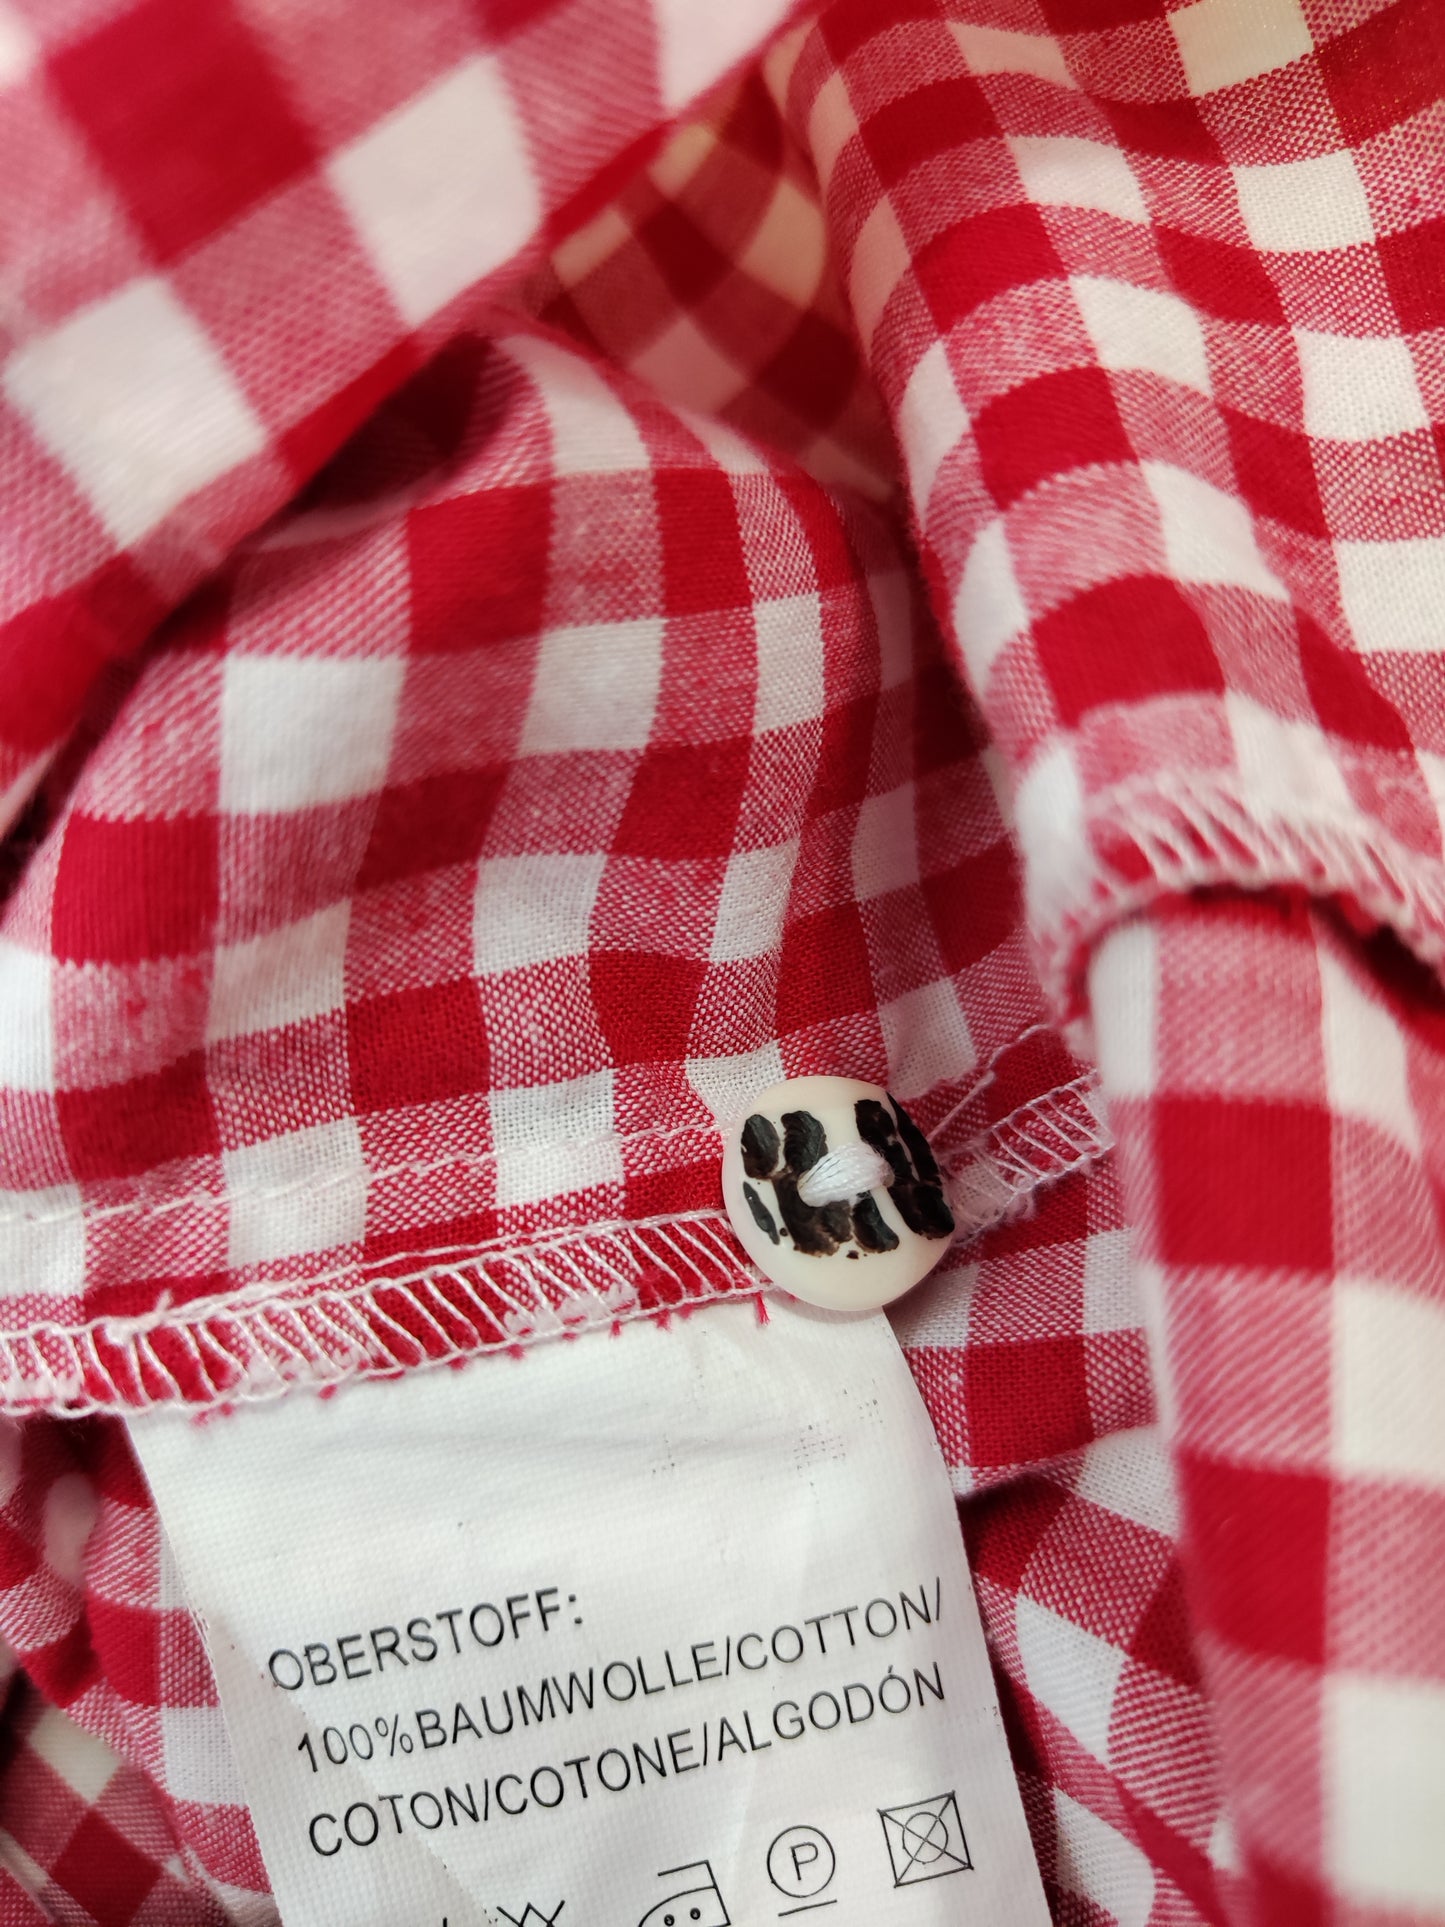 OBERSTOFF:
100%BAUMWOLLE/COTTON/
COTON/COTONE/ALGODÓN
P